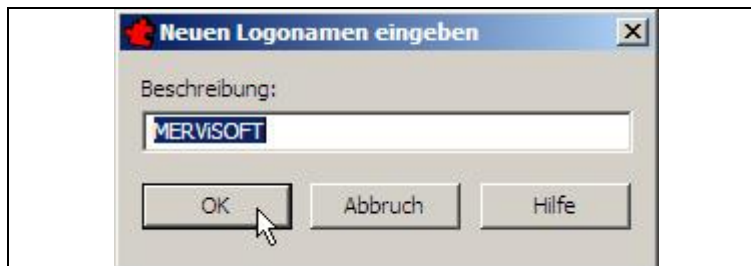 Neuen Logonamen eingeben
Beschreibung:
MERViSOFT
OK Abbruch Hilfe